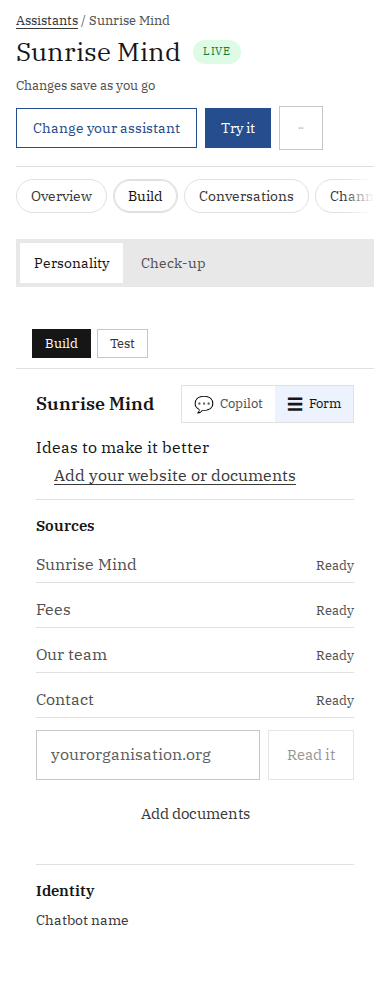 Assistants / Sunrise Mind
Sunrise Mind LIVE
Changes save as you go
Change your assistant Try it
Overview Build Conversations Chann
Personality Check-up
Build Test
Sunrise Mind Copilot Form
Ideas to make it better
Add your website or documents
Sources
Sunrise Mind Ready
Fees Ready
Our team Ready
Contact Ready
yourorganisation.org Read it
Add documents
Identity
Chatbot name